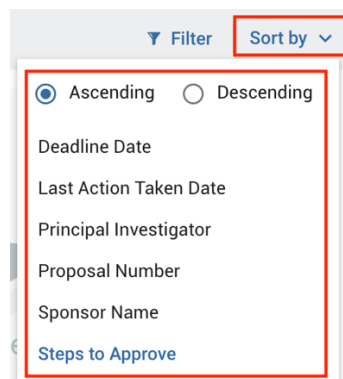 Filter Sort by
Ascending Descending
Deadline Date
Last Action Taken Date
Principal Investigator
Proposal Number
Sponsor Name
Steps to Approve